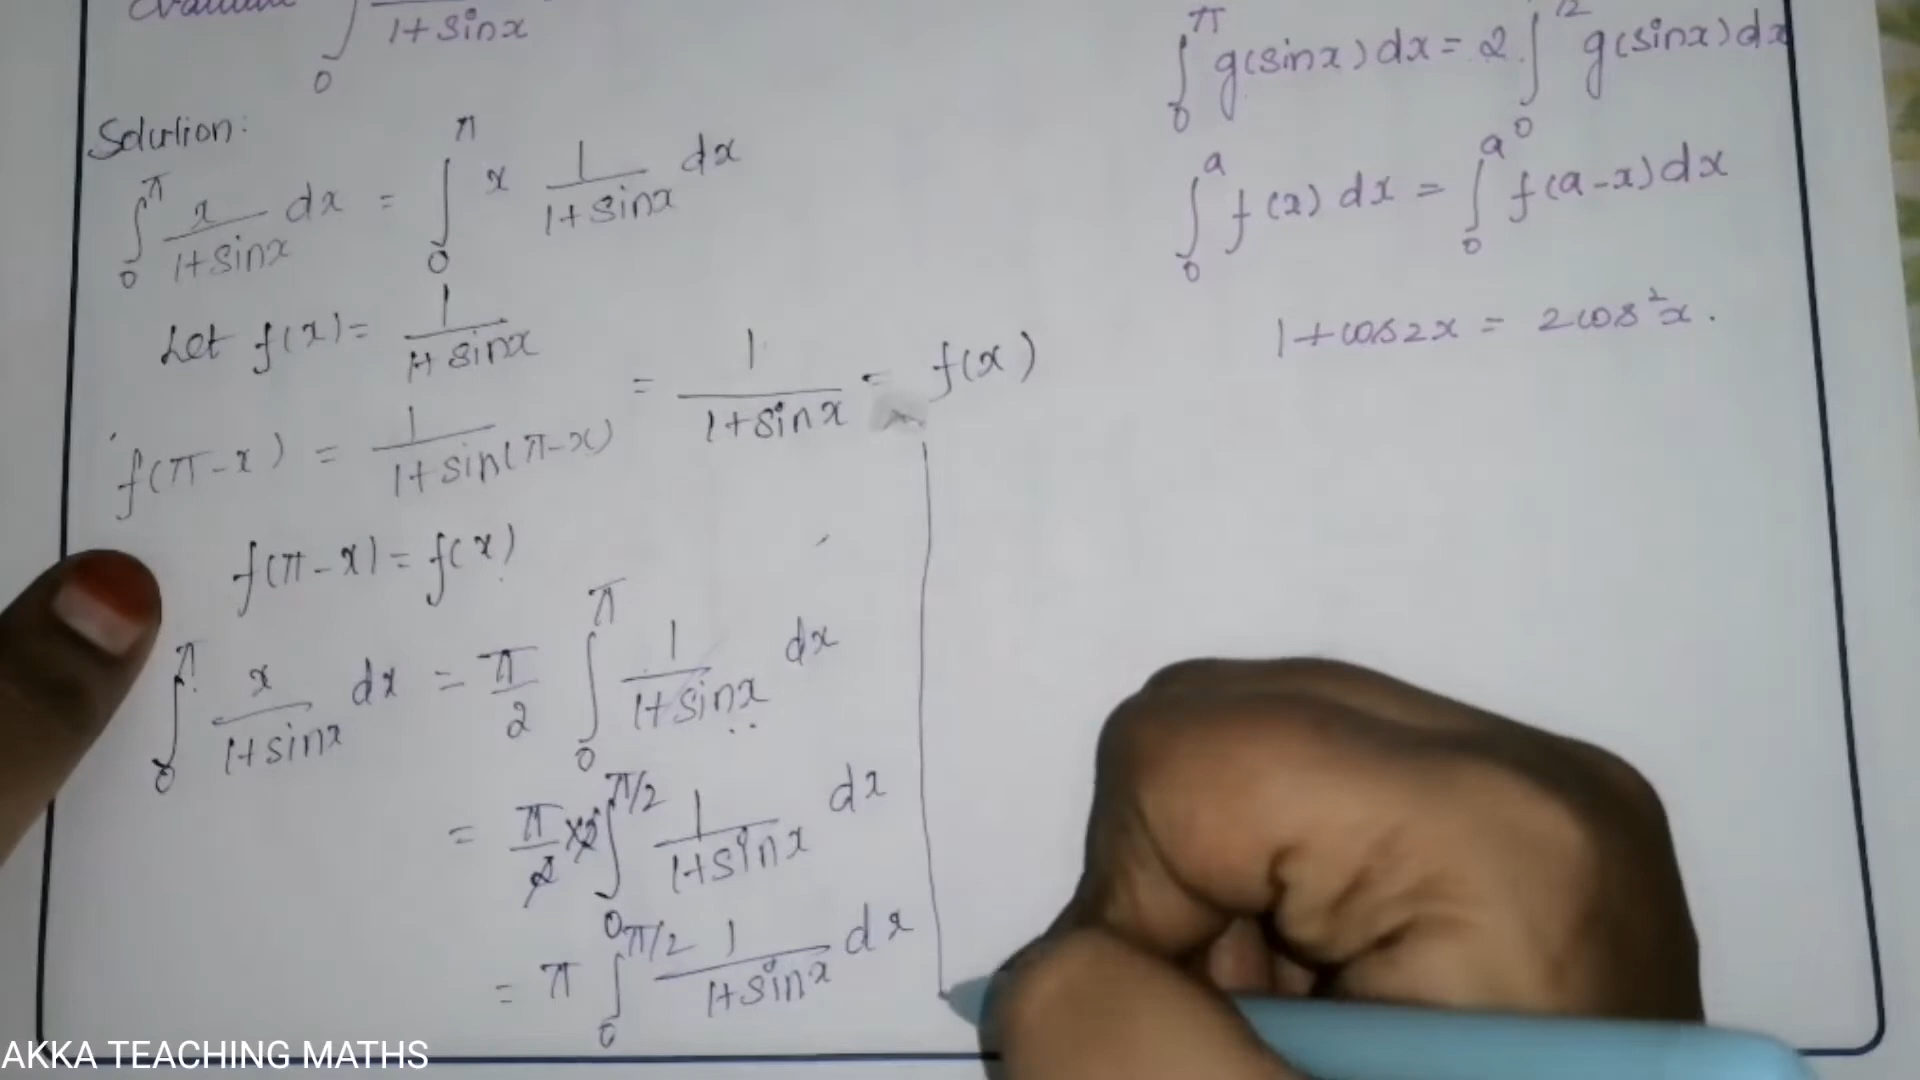 Evaluate ∫₀ ―/1+sinx
Solution:
∫₀^π x/1+sinx dx = ∫₀^π x 1/1+sinx dx
Let f(x) = 1/1+sinx
f(π-x) = 1/1+sin(π-x) = 1/1+sinx = f(x)
f(π-x) = f(x)
∫₀^π x/1+sinx dx = π/2 ∫₀^π 1/1+sinx dx
= π/2 ×2 ∫₀^π/2 1/1+sinx dx
= π ∫₀^π/2 1/1+sinx dx
∫₀^π g(sinx) dx = 2 ∫₀ g(sinx) dx
∫₀^a f(x) dx = ∫₀^a f(a-x) dx
1+cos2x = 2cos²x.
AKKA TEACHING MATHS